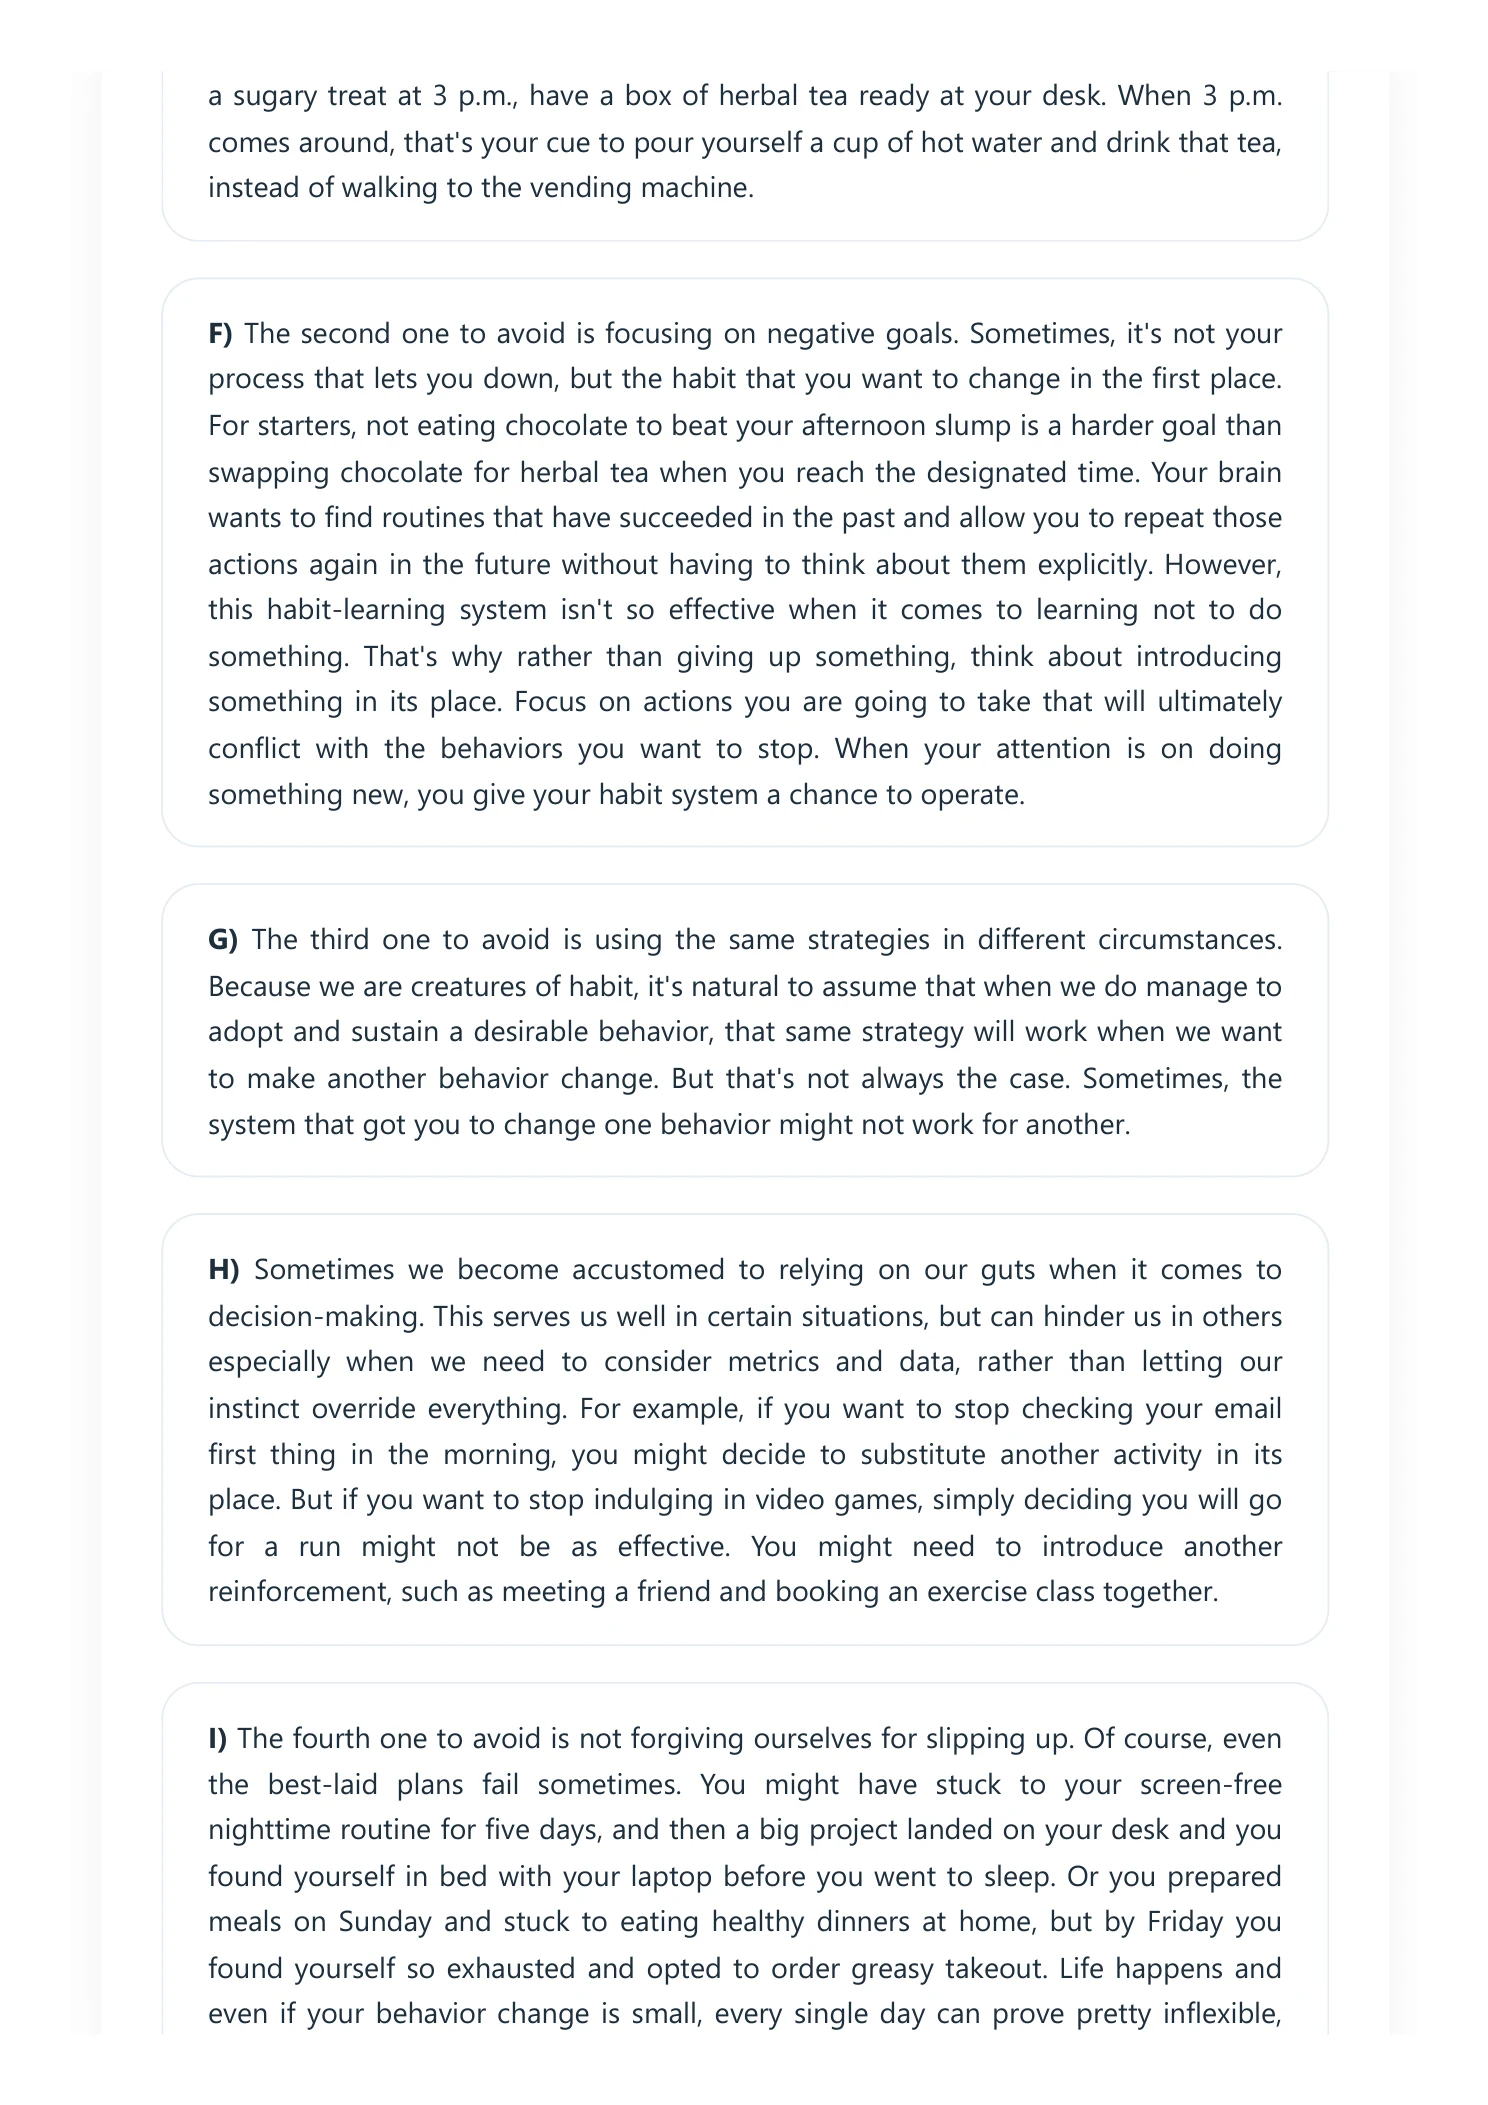 a sugary treat at 3 p.m., have a box of herbal tea ready at your desk. When 3 p.m.
comes around, that's your cue to pour yourself a cup of hot water and drink that tea,
instead of walking to the vending machine.
F) The second one to avoid is focusing on negative goals. Sometimes, it's not your
process that lets you down, but the habit that you want to change in the first place.
For starters, not eating chocolate to beat your afternoon slump is a harder goal than
swapping chocolate for herbal tea when you reach the designated time. Your brain
wants to find routines that have succeeded in the past and allow you to repeat those
actions again in the future without having to think about them explicitly. However,
this habit-learning system isn't so effective when it comes to learning not to do
something. That's why rather than giving up something, think about introducing
something in its place. Focus on actions you are going to take that will ultimately
conflict with the behaviors you want to stop. When your attention is on doing
something new, you give your habit system a chance to operate.
G) The third one to avoid is using the same strategies in different circumstances.
Because we are creatures of habit, it's natural to assume that when we do manage to
adopt and sustain a desirable behavior, that same strategy will work when we want
to make another behavior change. But that's not always the case. Sometimes, the
system that got you to change one behavior might not work for another.
H) Sometimes we become accustomed to relying on our guts when it comes to
decision-making. This serves us well in certain situations, but can hinder us in others
especially when we need to consider metrics and data, rather than letting our
instinct override everything. For example, if you want to stop checking your email
first thing in the morning, you might decide to substitute another activity in its
place. But if you want to stop indulging in video games, simply deciding you will go
for a run might not be as effective. You might need to introduce another
reinforcement, such as meeting a friend and booking an exercise class together.
I) The fourth one to avoid is not forgiving ourselves for slipping up. Of course, even
the best-laid plans fail sometimes. You might have stuck to your screen-free
nighttime routine for five days, and then a big project landed on your desk and you
found yourself in bed with your laptop before you went to sleep. Or you prepared
meals on Sunday and stuck to eating healthy dinners at home, but by Friday you
found yourself so exhausted and opted to order greasy takeout. Life happens and
even if your behavior change is small, every single day can prove pretty inflexible,